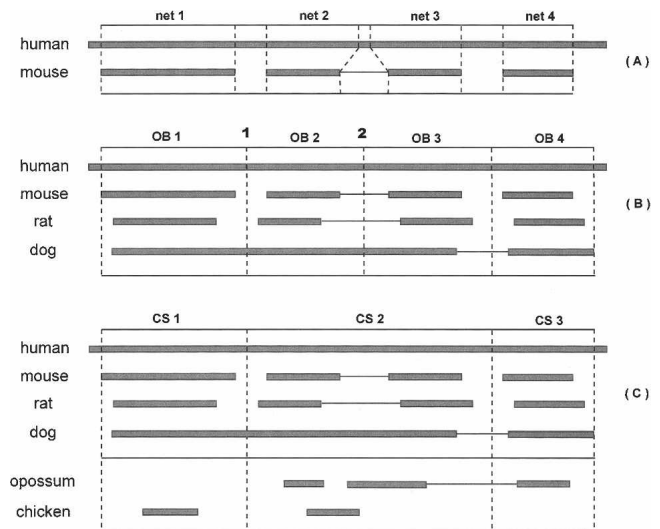 net 1 net 2 net 3 net 4
human
mouse
( A )
OB 1 1 OB 2 2 OB 3 OB 4
human
mouse
( B )
rat
dog
CS 1 CS 2 CS 3
human
mouse
( C )
rat
dog
opossum
chicken